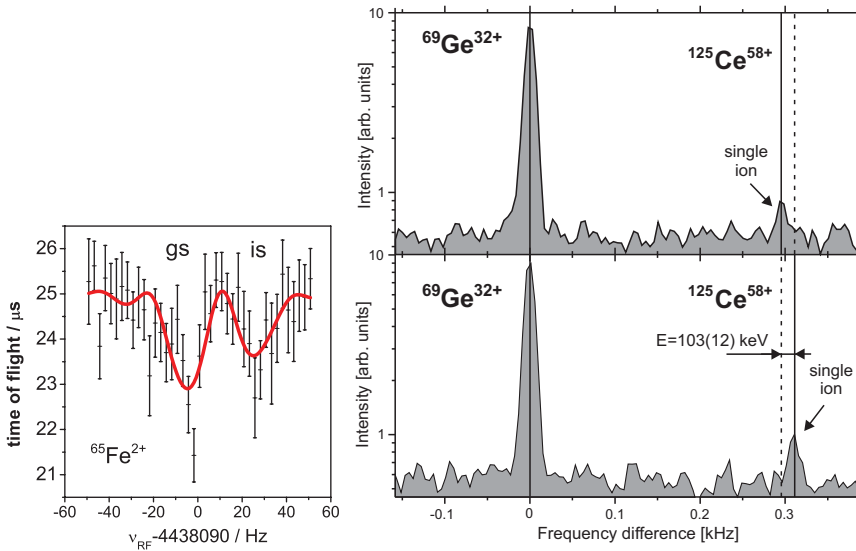 26
25
24
23
22
21
time of flight / μs
gs is
⁶⁵Fe²⁺
-60 -40 -20 0 20 40 60
ν_RF-4438090 / Hz
10
1
Intensity [arb. units]
⁶⁹Ge³²⁺
¹²⁵Ce⁵⁸⁺
single
ion
10
1
Intensity [arb. units]
⁶⁹Ge³²⁺
¹²⁵Ce⁵⁸⁺
E=103(12) keV
single
ion
-0.1 0 0.1 0.2 0.3
Frequency difference [kHz]